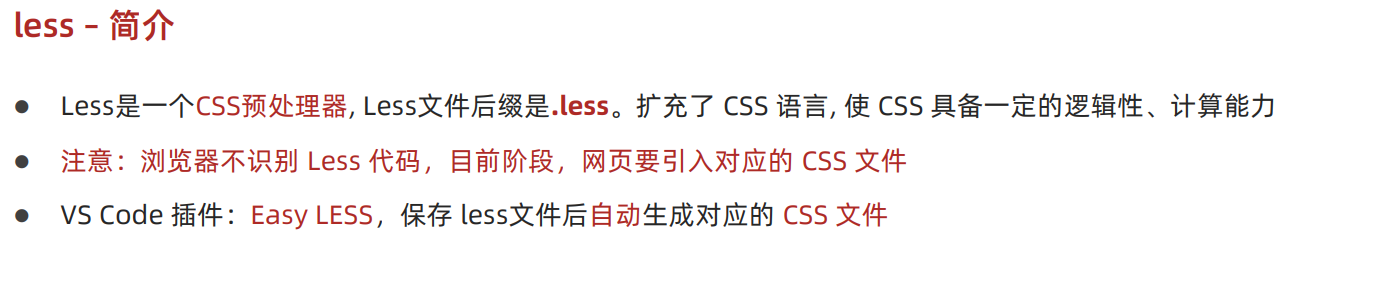 less – 简介
● Less是一个CSS预处理器, Less文件后缀是.less。扩充了 CSS 语言, 使 CSS 具备一定的逻辑性、计算能力
● 注意：浏览器不识别 Less 代码，目前阶段，网页要引入对应的 CSS 文件
● VS Code 插件：Easy LESS，保存 less文件后自动生成对应的 CSS 文件